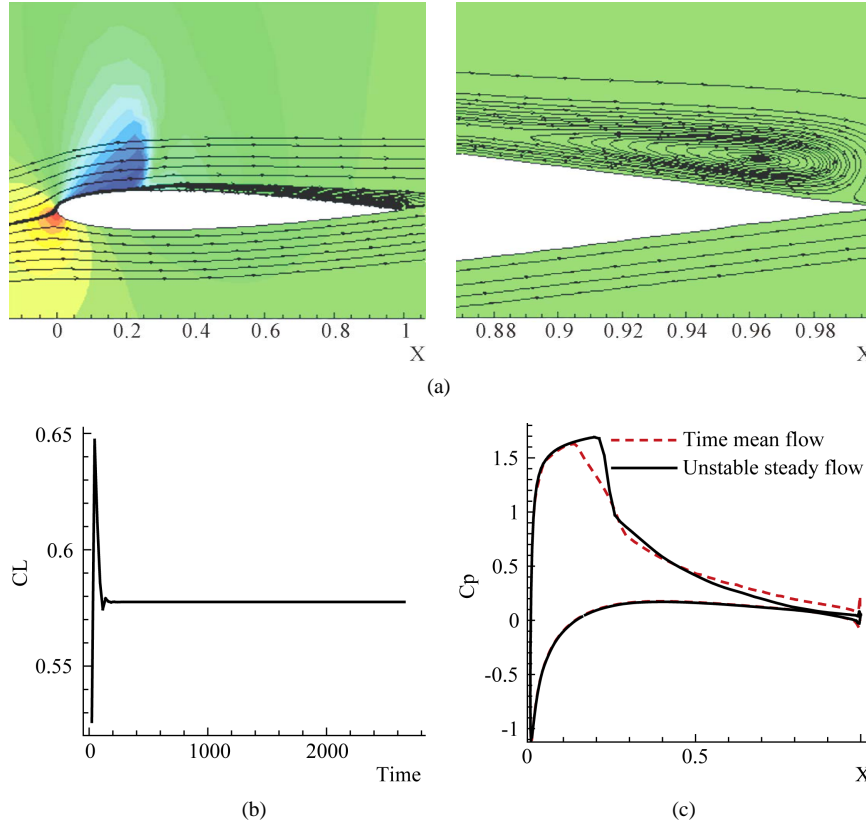 0 0.2 0.4 0.6 0.8 1
X
0.88 0.9 0.92 0.94 0.96 0.98
X
(a)
0.65
0.6
CL
0.55
0 1000 2000
Time
(b)
Time mean flow
Unstable steady flow
1.5
1
Cp
0.5
0
-0.5
-1
0 0.5
X
(c)